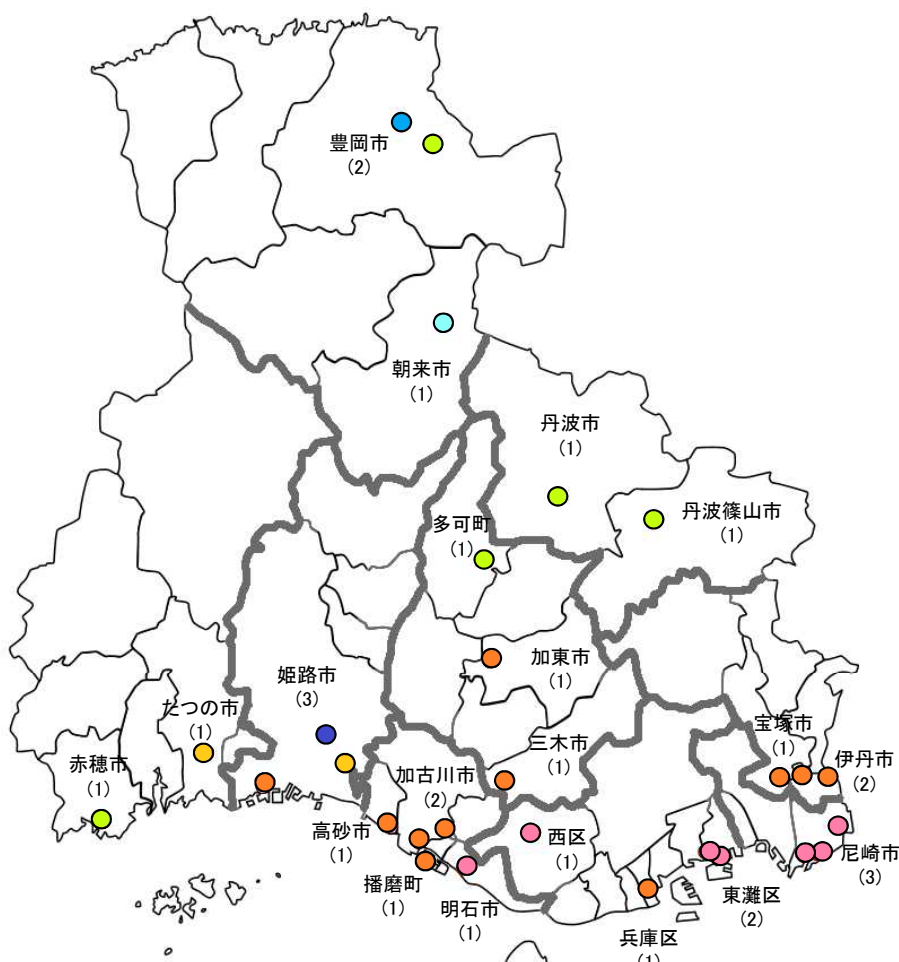 豊岡市
(2)
朝来市
(1)
丹波市
(1)
多可町
(1)
丹波篠山市
(1)
加東市
(1)
姫路市
(3)
たつの市
(1)
赤穂市
(1)
宝塚市
(1)
三木市
(1)
伊丹市
(2)
加古川市
(2)
高砂市
(1)
西区
(1)
尼崎市
(3)
播磨町
(1)
明石市
(1)
東灘区
(2)
兵庫区
(1)